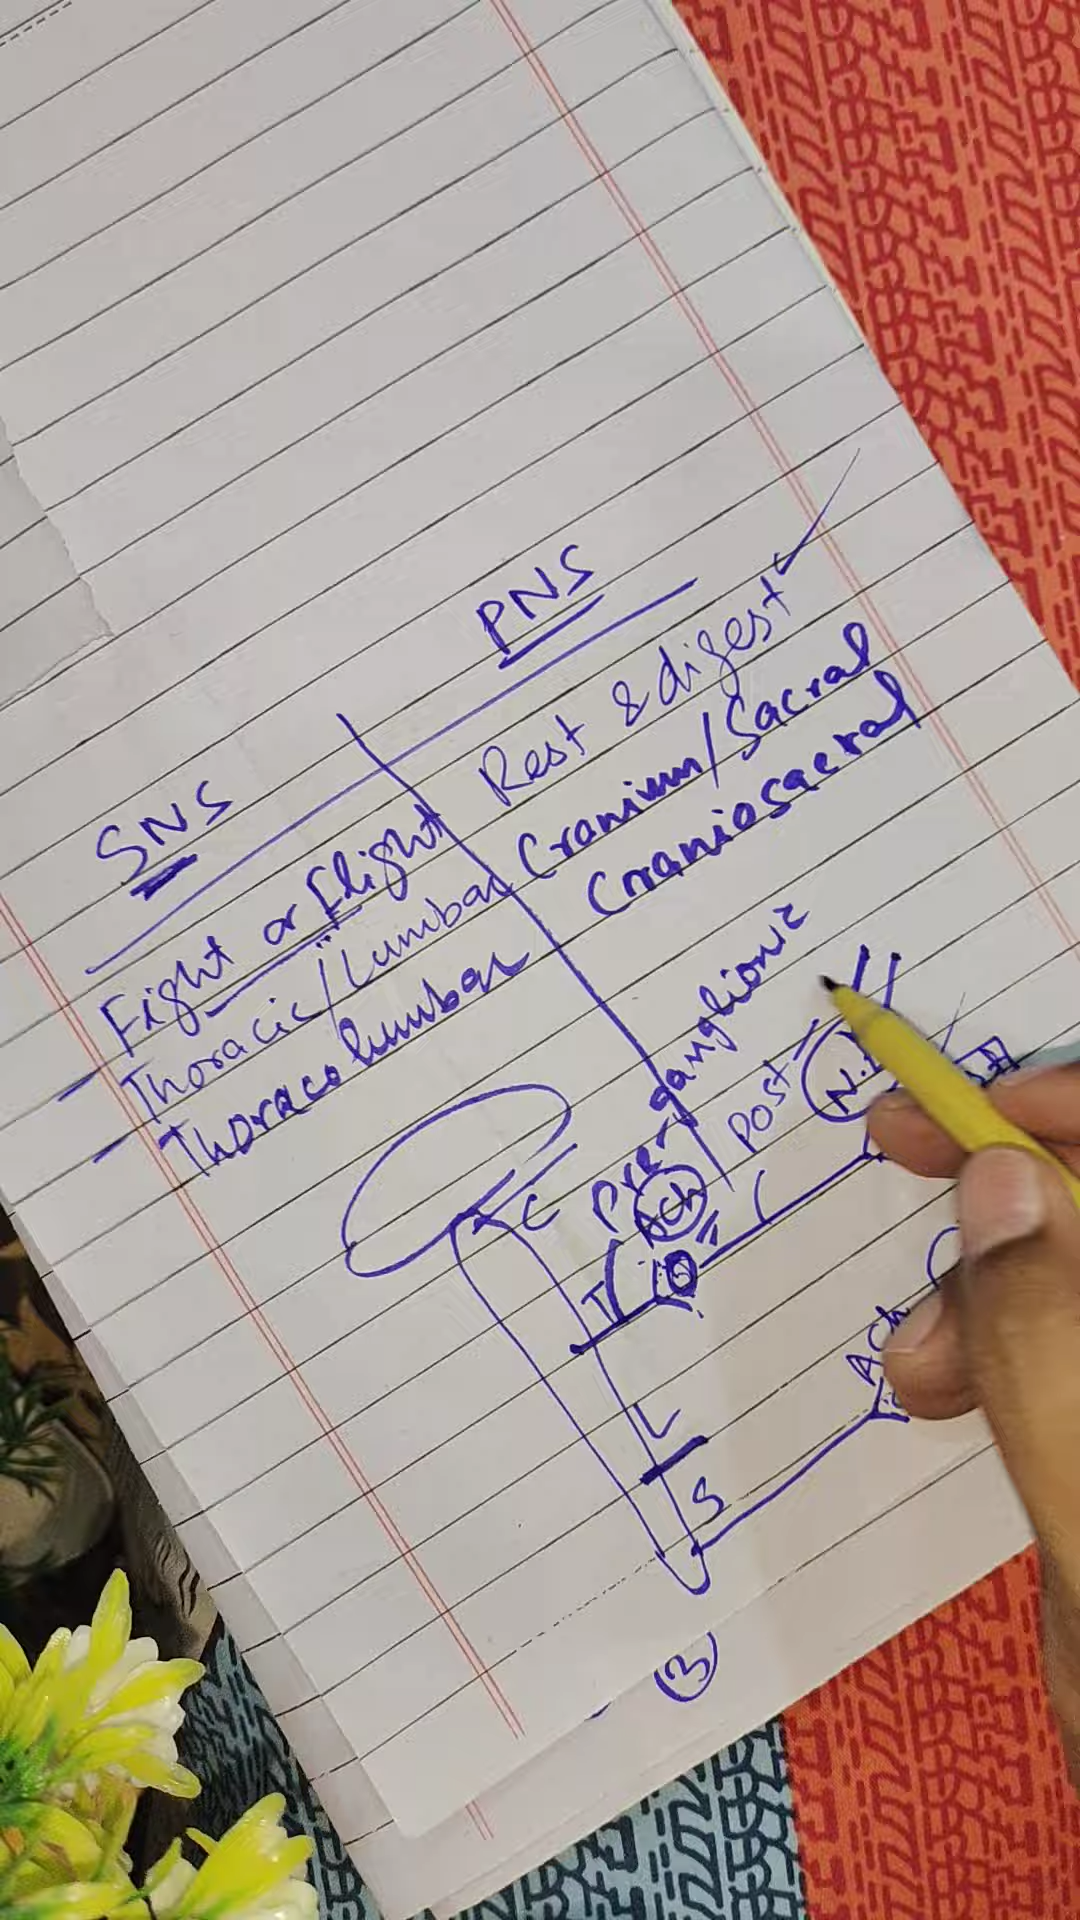 SNS
PNS
Fight or Flight
Rest & digest
Thoracic/Lumbar
Cranium/Sacral
Thoracolumbar
Craniosacral
Pre-ganglionic
Post
ACh
C
T
L
S
ACh
3